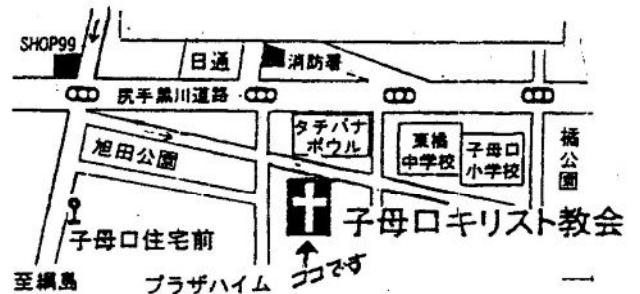 SHOP99
日通
消防署
尻手黒川道路
タチバナ
ボウル
東橘
中学校
子母口
小学校
橘公園
旭田公園
子母口キリスト教会
子母口住宅前
ココです
至綱島
プラザハイム